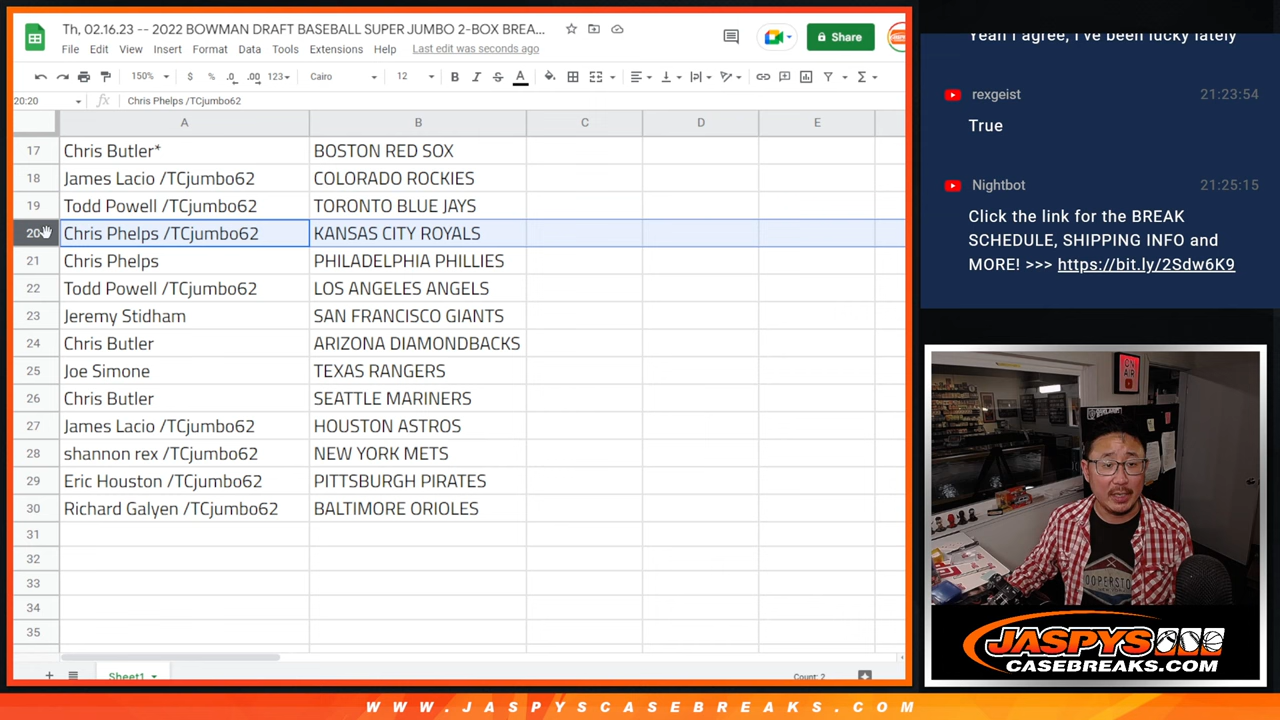 Th, 02.16.23 -- 2022 BOWMAN DRAFT BASEBALL SUPER JUMBO 2-BOX BREA...
File Edit View Insert Format Data Tools Extensions Help Last edit was seconds ago
Share
150% $ % .0 .00 123 Cairo 12 B I S A
20:20 fx Chris Phelps /TCjumbo62
A B C D E
17 Chris Butler* BOSTON RED SOX
18 James Lacio /TCjumbo62 COLORADO ROCKIES
19 Todd Powell /TCjumbo62 TORONTO BLUE JAYS
20 Chris Phelps /TCjumbo62 KANSAS CITY ROYALS
21 Chris Phelps PHILADELPHIA PHILLIES
22 Todd Powell /TCjumbo62 LOS ANGELES ANGELS
23 Jeremy Stidham SAN FRANCISCO GIANTS
24 Chris Butler ARIZONA DIAMONDBACKS
25 Joe Simone TEXAS RANGERS
26 Chris Butler SEATTLE MARINERS
27 James Lacio /TCjumbo62 HOUSTON ASTROS
28 shannon rex /TCjumbo62 NEW YORK METS
29 Eric Houston /TCjumbo62 PITTSBURGH PIRATES
30 Richard Galyen /TCjumbo62 BALTIMORE ORIOLES
31
32
33
34
35
Sheet1 Count: 2
Yeah I agree, I've been lucky lately
rexgeist 21:23:54
True
Nightbot 21:25:15
Click the link for the BREAK
SCHEDULE, SHIPPING INFO and
MORE! >>> https://bit.ly/2Sdw6K9
ON
AIR
JASPYS
CASEBREAKS.COM
WWW.JASPYSCASEBREAKS.COM